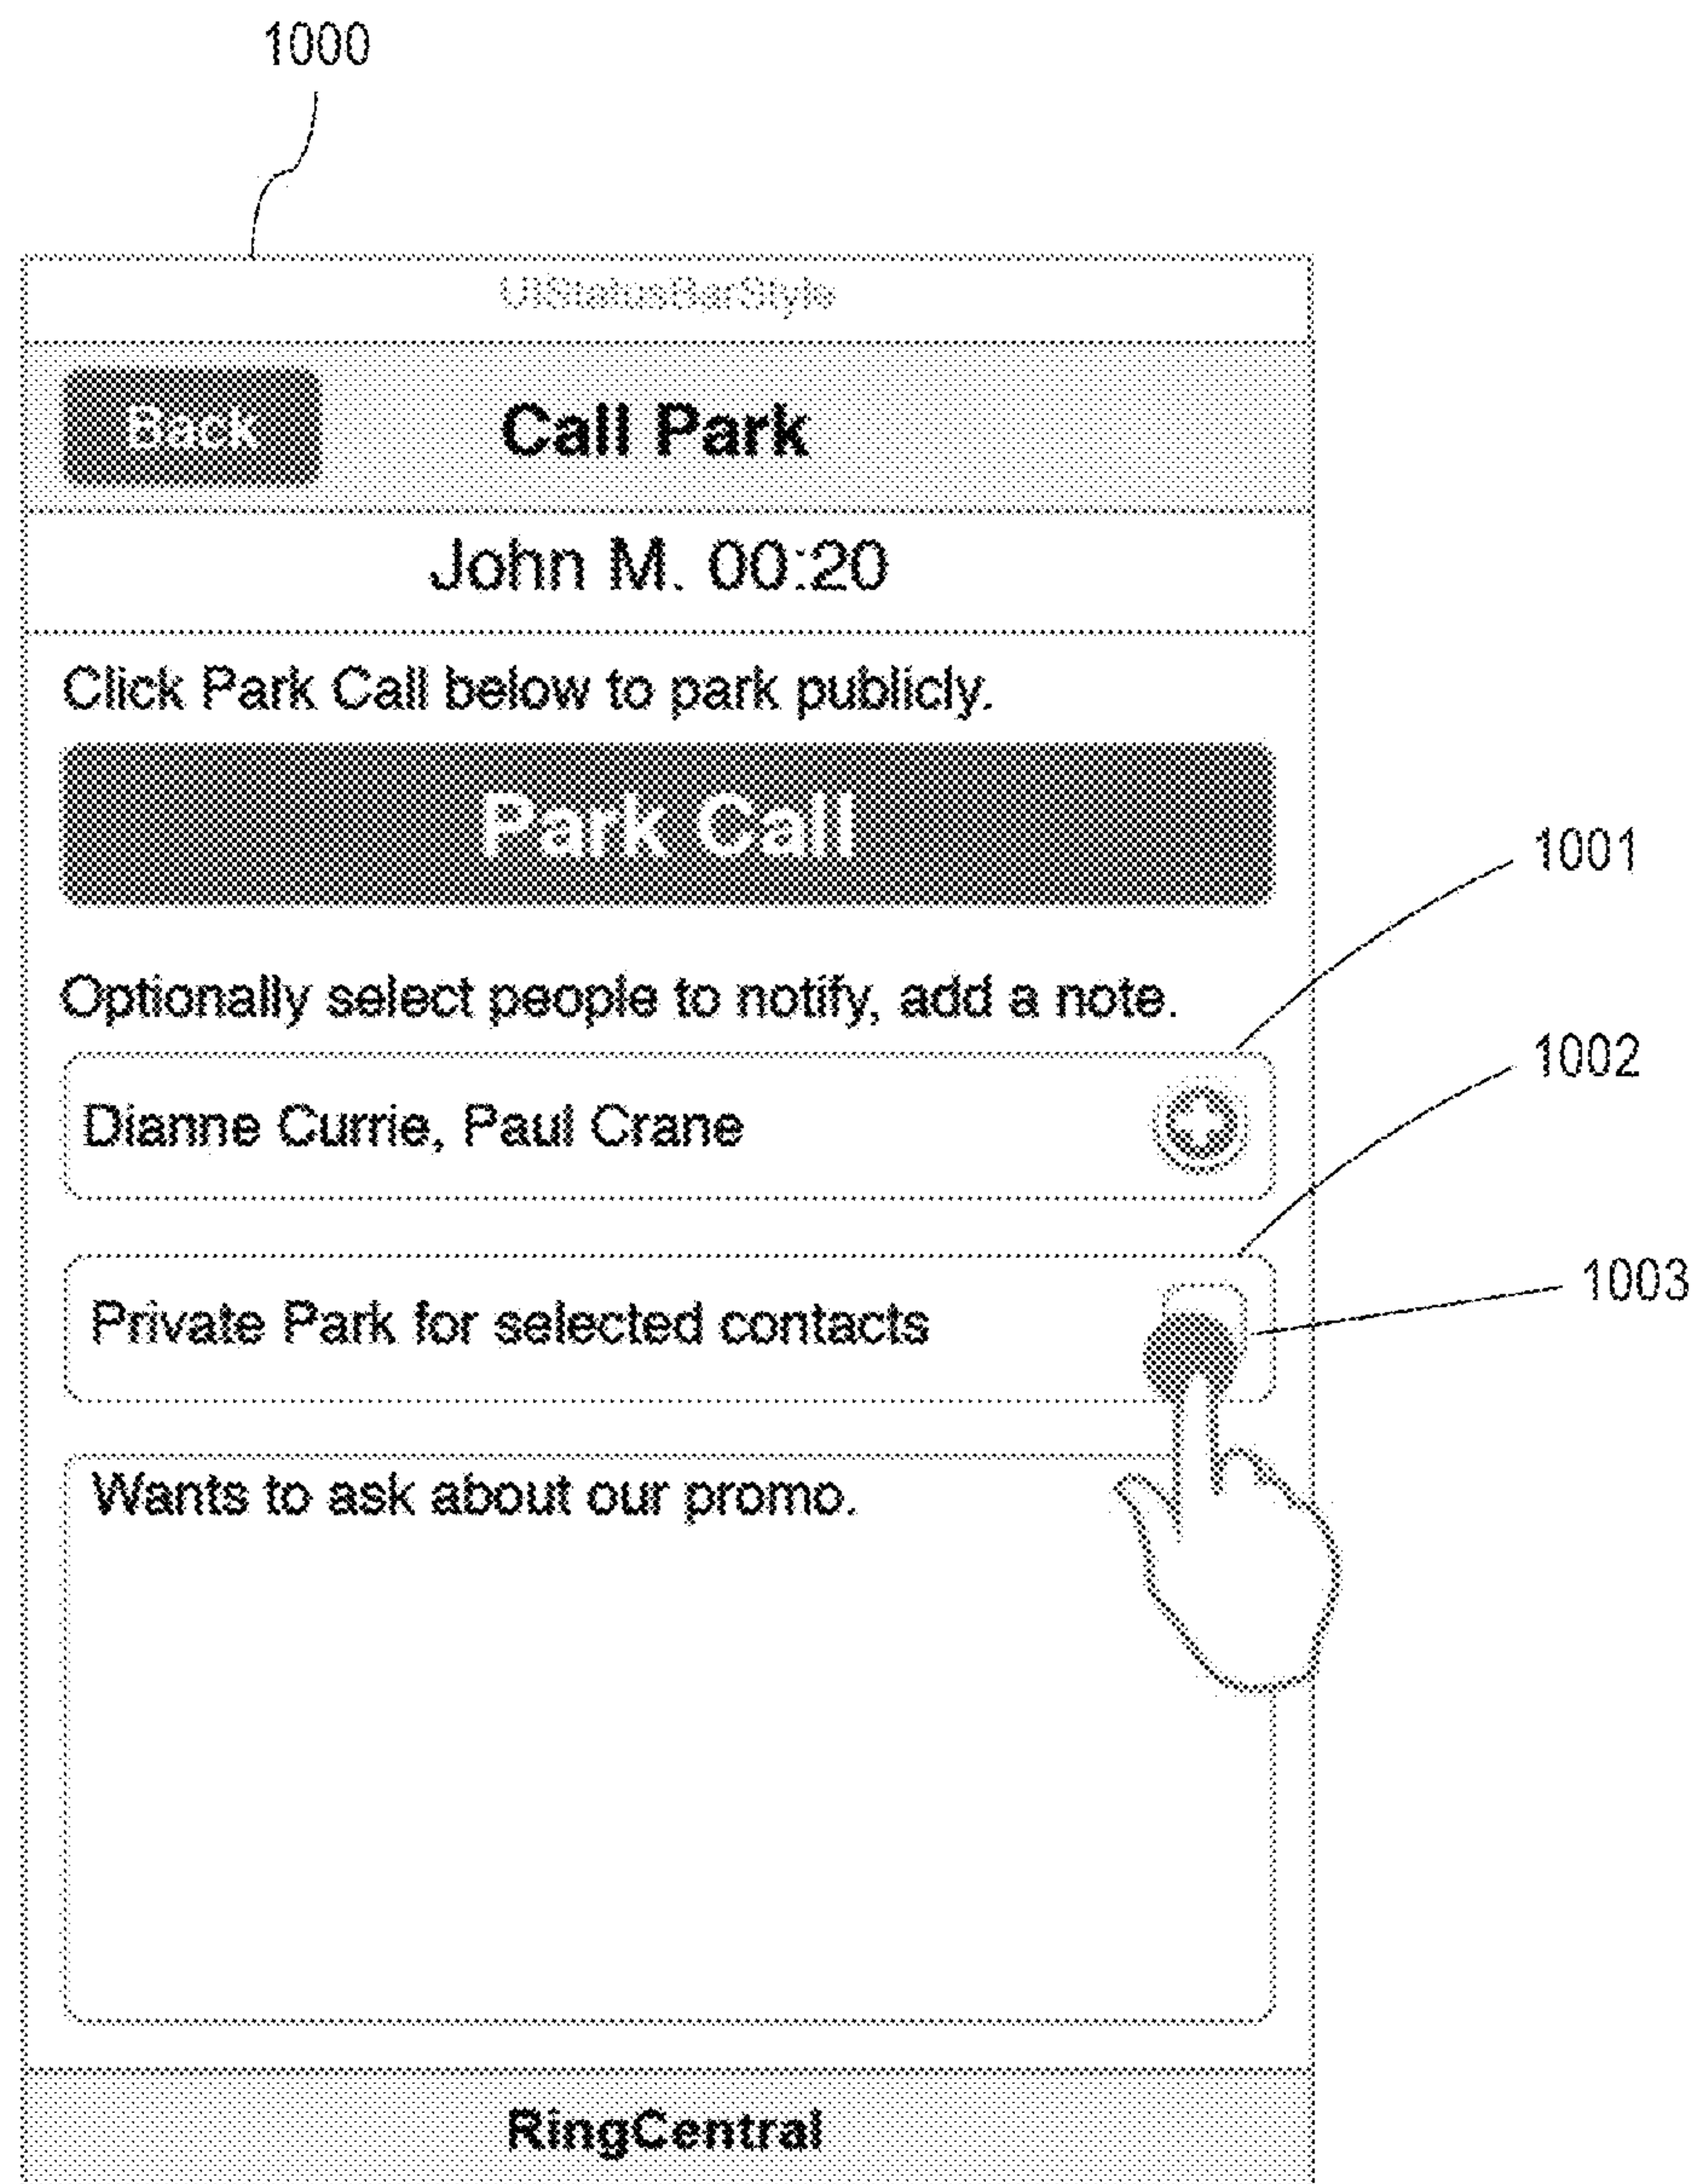 1000
UIStatusBarStyle
Back
Call Park
John M. 00:20
Click Park Call below to park publicly.
Park Call
1001
Optionally select people to notify, add a note.
1002
Dianne Currie, Paul Crane
1003
Private Park for selected contacts
Wants to ask about our promo.
RingCentral